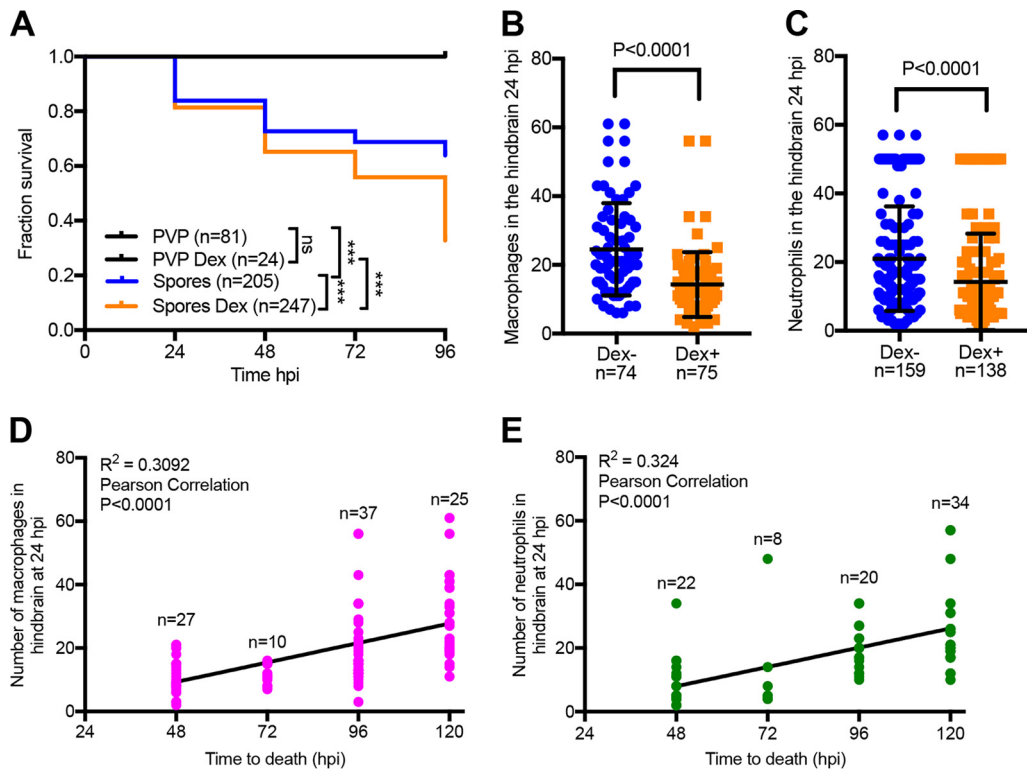 A
Fraction survival
1.0
0.8
0.6
0.4
0.2
0.0
PVP (n=81)
PVP Dex (n=24)
Spores (n=205)
Spores Dex (n=247)
ns
***
***
***
0 24 48 72 96
Time hpi
B
P<0.0001
Macrophages in the hindbrain 24 hpi
80
60
40
20
0
Dex- Dex+
n=74 n=75
C
P<0.0001
Neutrophils in the hindbrain 24 hpi
80
60
40
20
0
Dex- Dex+
n=159 n=138
D
R2 = 0.3092
Pearson Correlation
P<0.0001
Number of macrophages in
hindbrain at 24 hpi
80
60
40
20
0
n=27
n=10
n=37
n=25
24 48 72 96 120
Time to death (hpi)
E
R2 = 0.324
Pearson Correlation
P<0.0001
Number of neutrophils in
hindbrain at 24 hpi
80
60
40
20
0
n=22
n=8
n=20
n=34
24 48 72 96 120
Time to death (hpi)